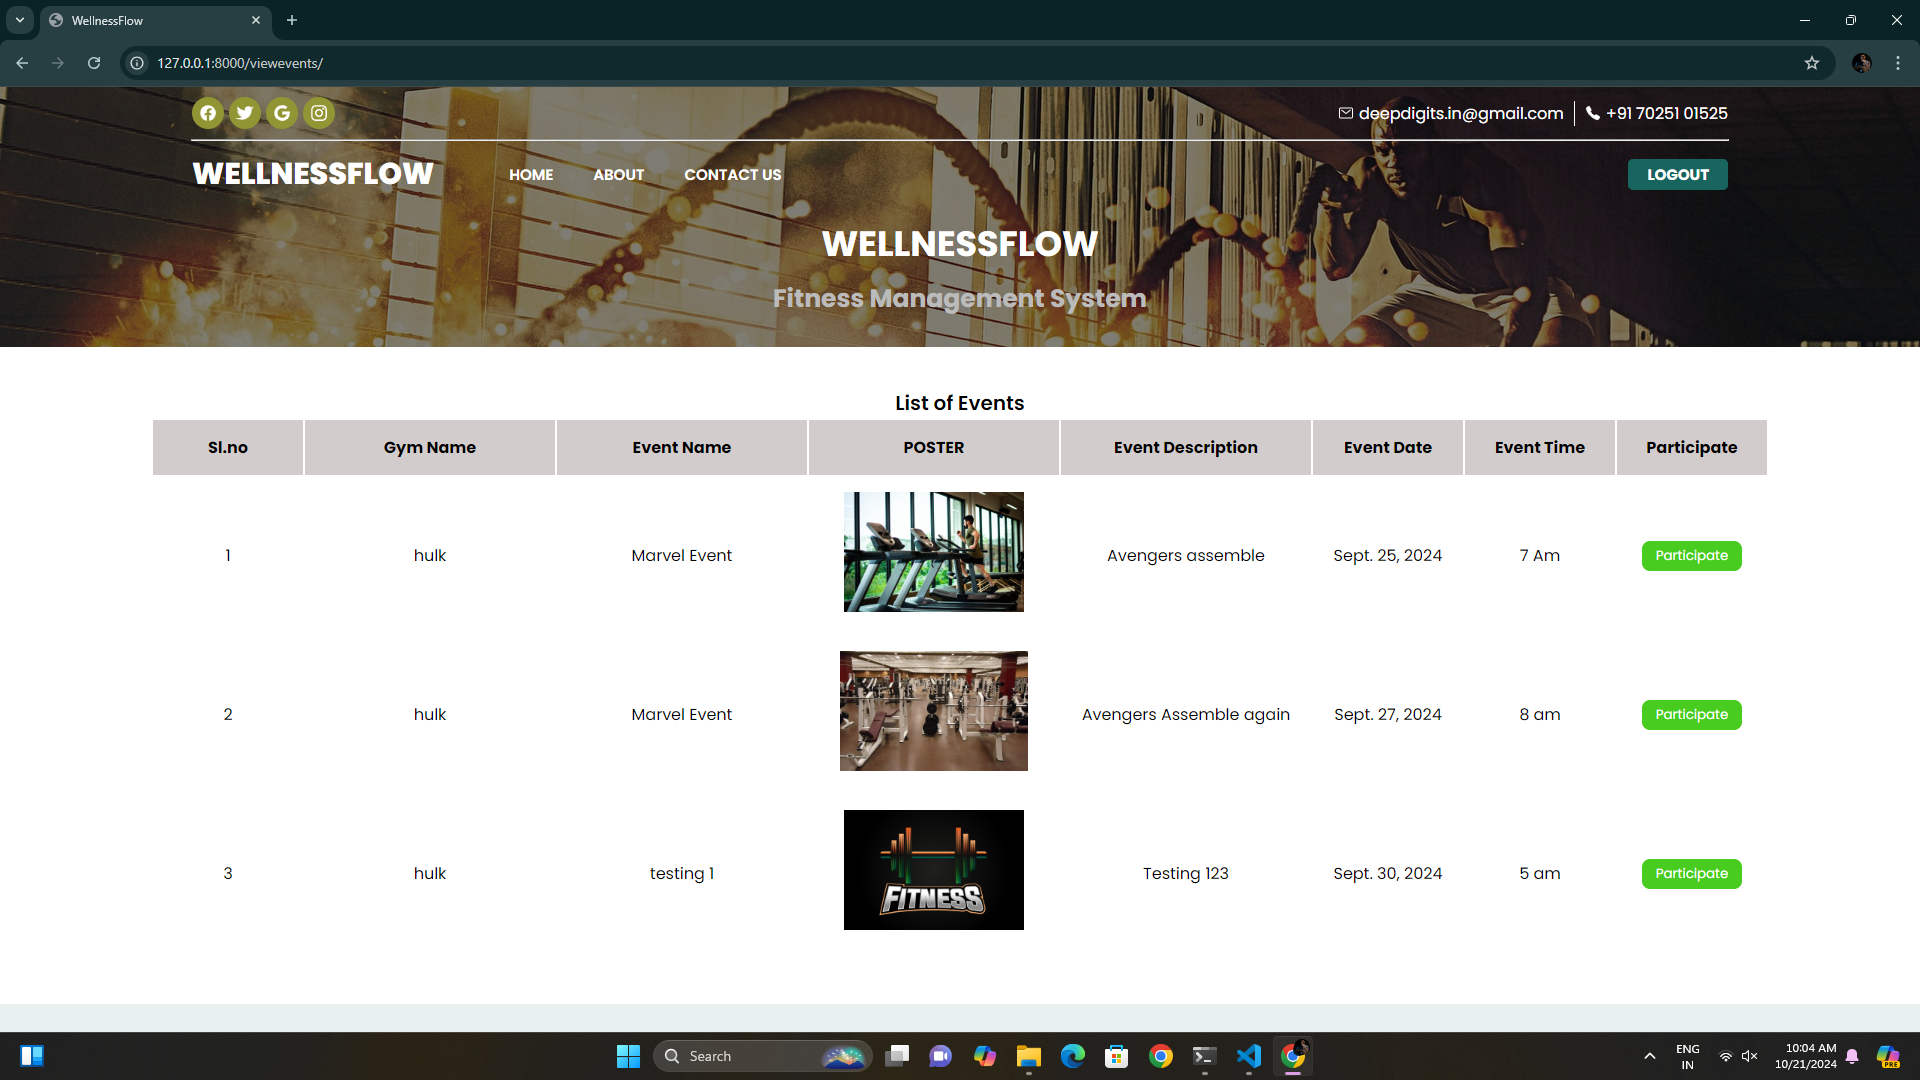 WellnessFlow
127.0.0.1:8000/viewevents/
deepdigits.in@gmail.com +91 70251 01525
WELLNESSFLOW HOME ABOUT CONTACT US LOGOUT
WELLNESSFLOW
Fitness Management System
List of Events
Sl.no Gym Name Event Name POSTER Event Description Event Date Event Time Participate
1 hulk Marvel Event Avengers assemble Sept. 25, 2024 7 Am Participate
2 hulk Marvel Event Avengers Assemble again Sept. 27, 2024 8 am Participate
3 hulk testing 1 Testing 123 Sept. 30, 2024 5 am Participate
FITNESS
Search
ENG
IN
10:04 AM
10/21/2024
PRE